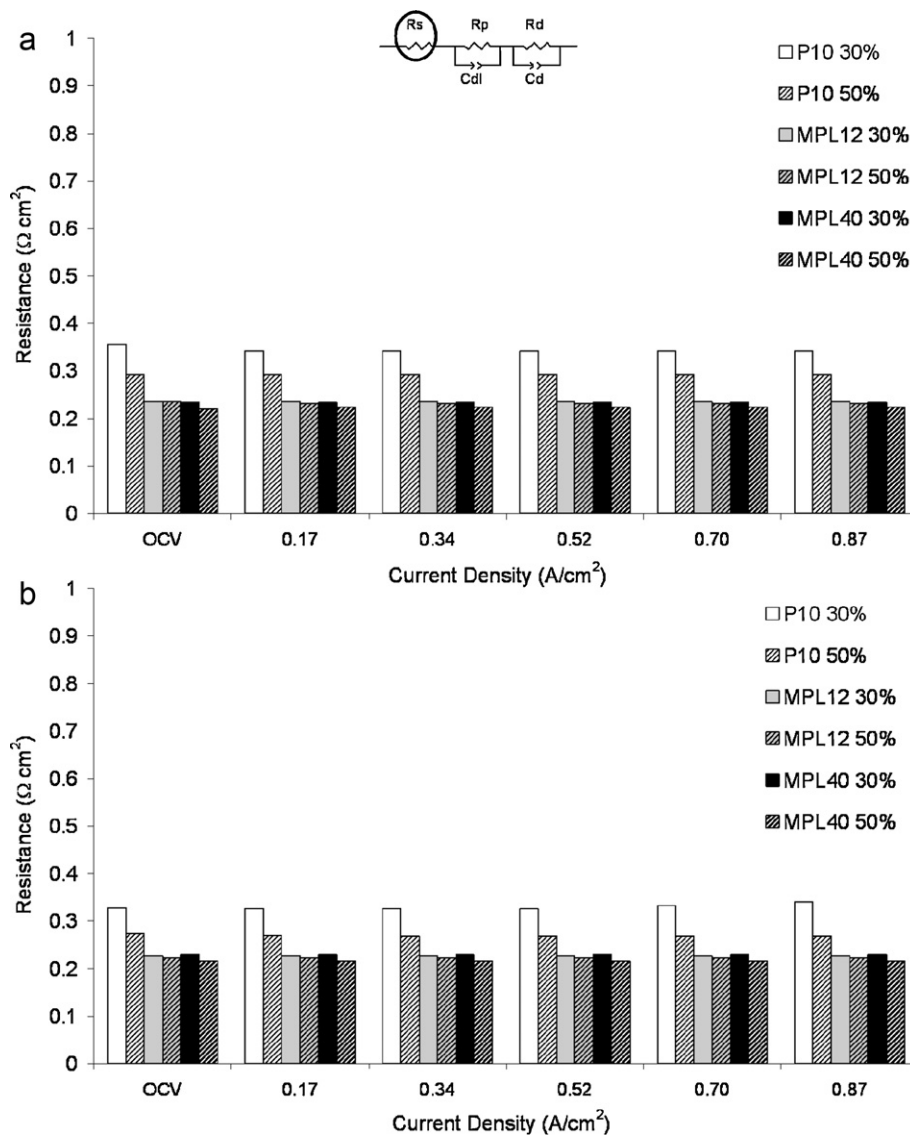 a
Rs Rp Rd
Cdl Cd
1
0.9
0.8
0.7
0.6
0.5
0.4
0.3
0.2
0.1
0
Resistance (Ω cm²)
P10 30%
P10 50%
MPL12 30%
MPL12 50%
MPL40 30%
MPL40 50%
OCV 0.17 0.34 0.52 0.70 0.87
Current Density (A/cm²)
b
1
0.9
0.8
0.7
0.6
0.5
0.4
0.3
0.2
0.1
0
Resistance (Ω cm²)
P10 30%
P10 50%
MPL12 30%
MPL12 50%
MPL40 30%
MPL40 50%
OCV 0.17 0.34 0.52 0.70 0.87
Current Density (A/cm²)